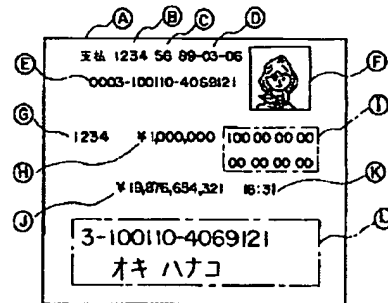 Ⓐ Ⓑ Ⓒ Ⓓ
支払 1234 56 89-03-06
Ⓔ 0003-100110-4069121 Ⓕ
Ⓖ 1234 ¥1,000,000 100 00 00 00 Ⓘ
Ⓗ 00 00 00 00
Ⓙ ¥19,876,654,321 16:31 Ⓚ
3-100110-4069121 Ⓛ
オキ ハナコ